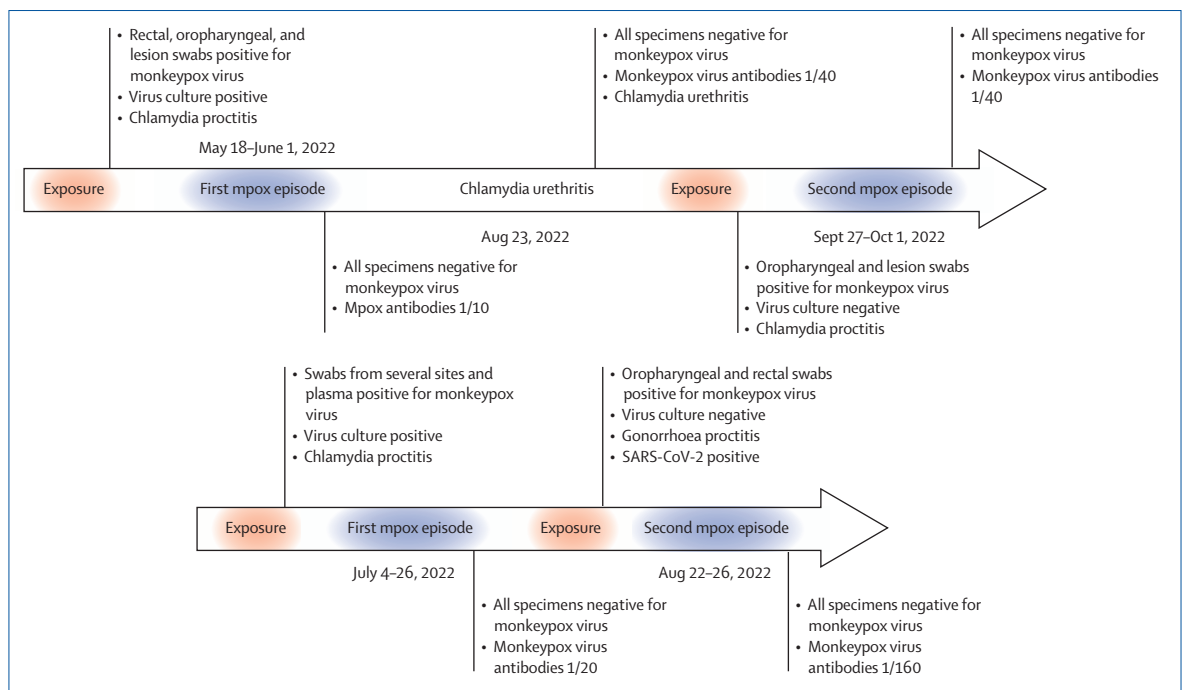 • Rectal, oropharyngeal, and
lesion swabs positive for
monkeypox virus
• Virus culture positive
• Chlamydia proctitis
• All specimens negative for
monkeypox virus
• Monkeypox virus antibodies 1/40
• Chlamydia urethritis
• All specimens negative for
monkeypox virus
• Monkeypox virus antibodies
1/40
May 18–June 1, 2022
Exposure
First mpox episode
Chlamydia urethritis
Exposure
Second mpox episode
Aug 23, 2022
Sept 27–Oct 1, 2022
• All specimens negative for
monkeypox virus
• Mpox antibodies 1/10
• Oropharyngeal and lesion swabs
positive for monkeypox virus
• Virus culture negative
• Chlamydia proctitis
• Swabs from several sites and
plasma positive for monkeypox
virus
• Virus culture positive
• Chlamydia proctitis
• Oropharyngeal and rectal swabs
positive for monkeypox virus
• Virus culture negative
• Gonorrhoea proctitis
• SARS-CoV-2 positive
Exposure
First mpox episode
Exposure
Second mpox episode
July 4–26, 2022
Aug 22–26, 2022
• All specimens negative for
monkeypox virus
• Monkeypox virus
antibodies 1/20
• All specimens negative for
monkeypox virus
• Monkeypox virus
antibodies 1/160